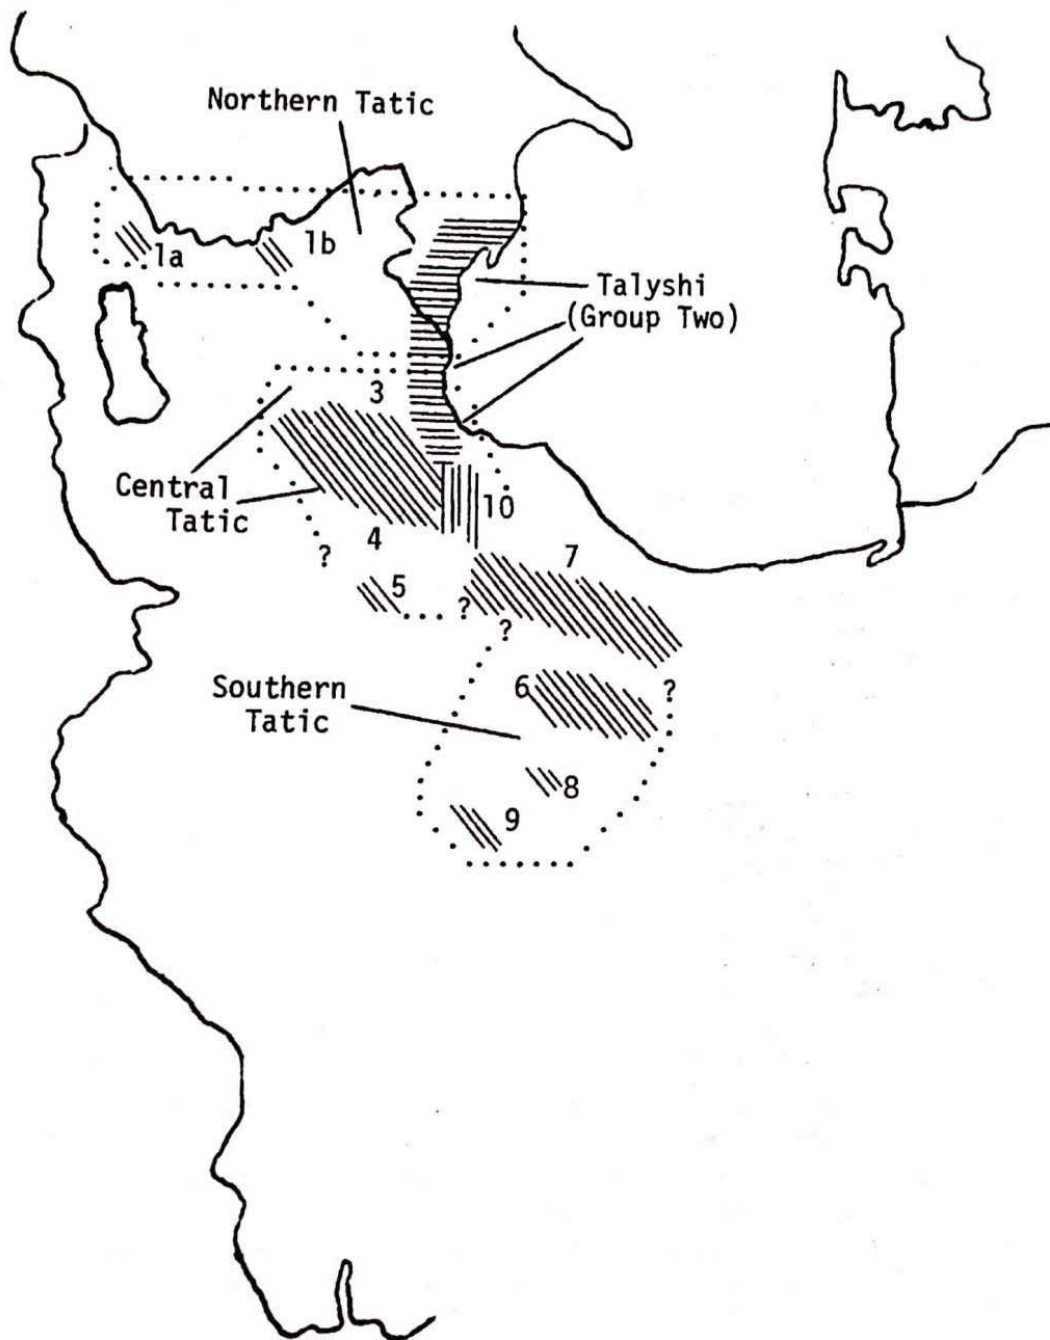 Northern Tatic
1a
1b
Talyshi
(Group Two)
3
Central
Tatic
10
4
?
7
5
?
?
Southern
Tatic
6
?
8
9